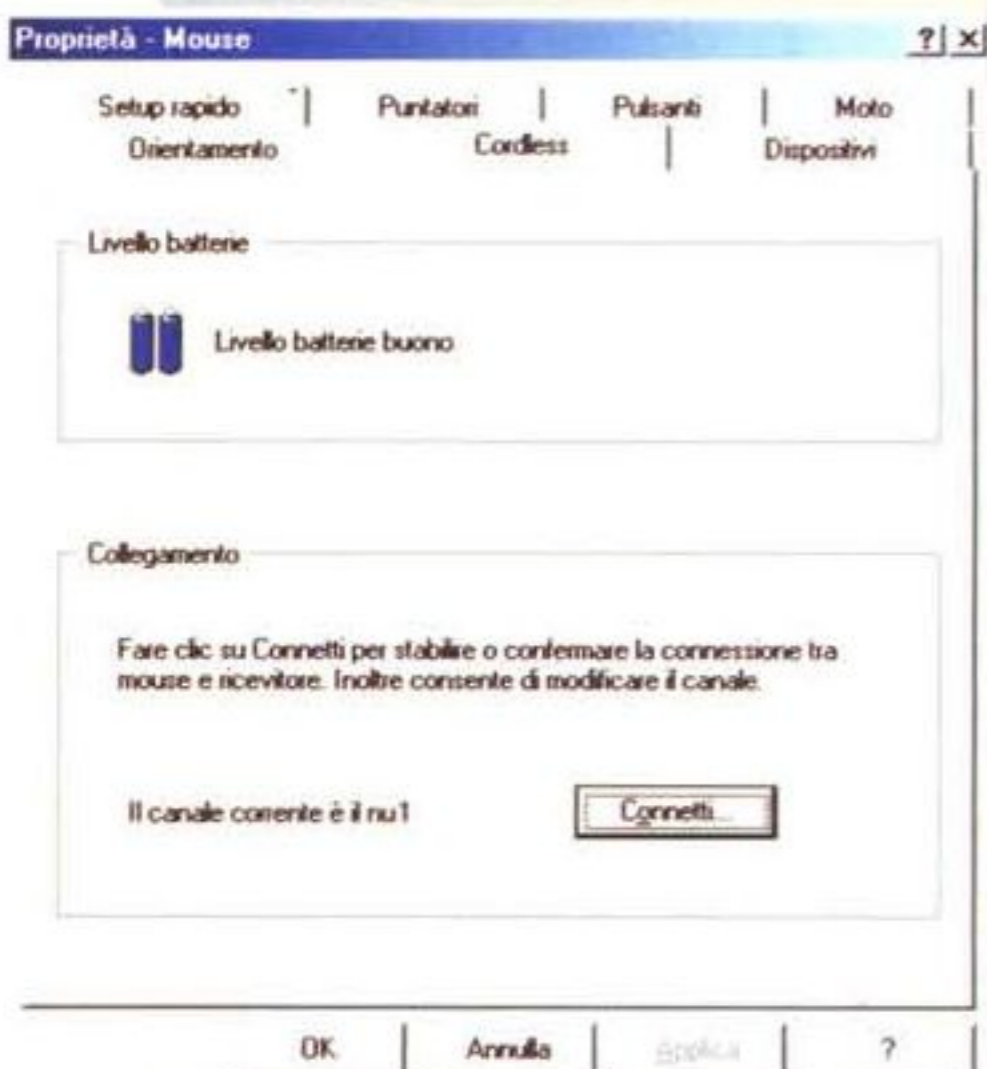 Proprietà - Mouse ? ×
Setup rapido Puntatori Pulsanti Moto
Orientamento Cordless Dispositivi
Livello batterie
Livello batterie buono
Collegamento
Fare clic su Connetti per stabilire o confermare la connessione tra
mouse e ricevitore. Inoltre consente di modificare il canale.
Il canale corrente è il nu1
Connetti...
OK Annulla Applica ?